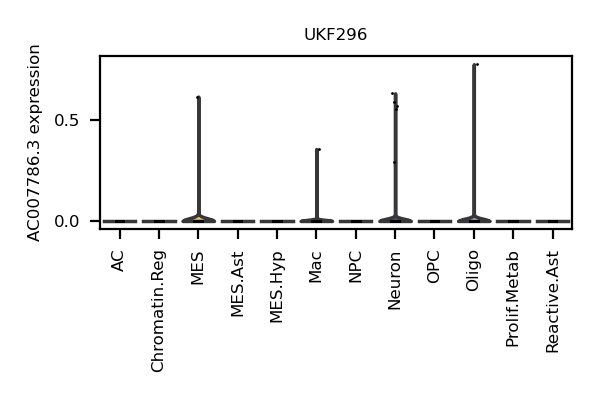 UKF296
AC007786.3 expression
0.5
0.0
AC
Chromatin.Reg
MES
MES.Ast
MES.Hyp
Mac
NPC
Neuron
OPC
Oligo
Prolif.Metab
Reactive.Ast